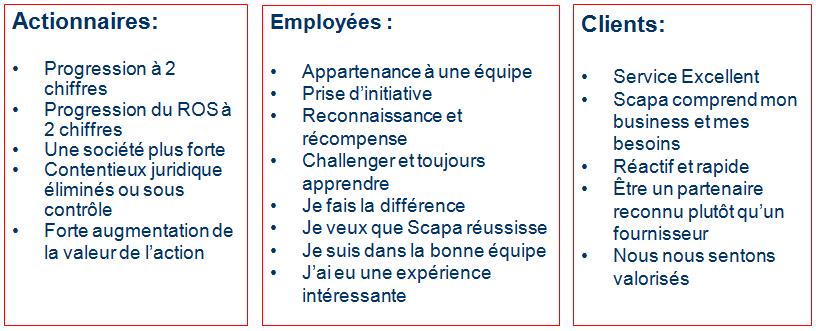 Actionnaires:
• Progression à 2
chiffres
• Progression du ROS à
2 chiffres
• Une société plus forte
• Contentieux juridique
éliminés ou sous
contrôle
• Forte augmentation de
la valeur de l’action
Employées :
• Appartenance à une équipe
• Prise d’initiative
• Reconnaissance et
récompense
• Challenger et toujours
apprendre
• Je fais la différence
• Je veux que Scapa réussisse
• Je suis dans la bonne équipe
• J’ai eu une expérience
intéressante
Clients:
• Service Excellent
• Scapa comprend mon
business et mes
besoins
• Réactif et rapide
• Être un partenaire
reconnu plutôt qu’un
fournisseur
• Nous nous sentons
valorisés